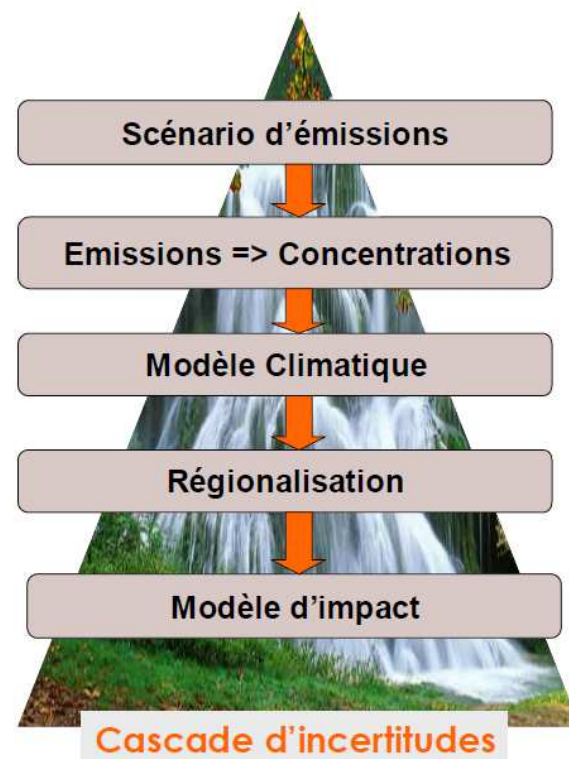 Scénario d’émissions
Emissions => Concentrations
Modèle Climatique
Régionalisation
Modèle d’impact
Cascade d’incertitudes